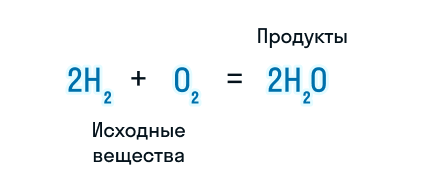 Продукты
2H₂ + O₂ = 2H₂O
Исходные
вещества